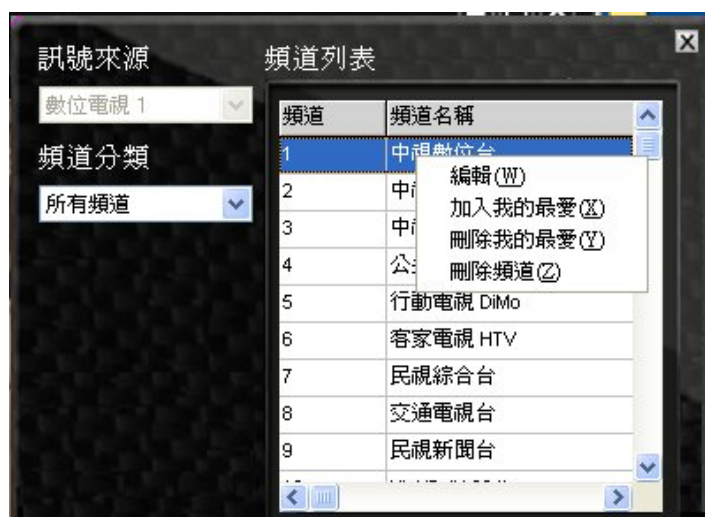 訊號來源
數位電視 1
頻道分類
所有頻道
頻道列表
頻道 頻道名稱
1 中視數位台
編輯(W)
加入我的最愛(X)
刪除我的最愛(Y)
刪除頻道(Z)
2 中
3 中
4 公
5 行動電視 DiMo
6 客家電視 HTV
7 民視綜合台
8 交通電視台
9 民視新聞台